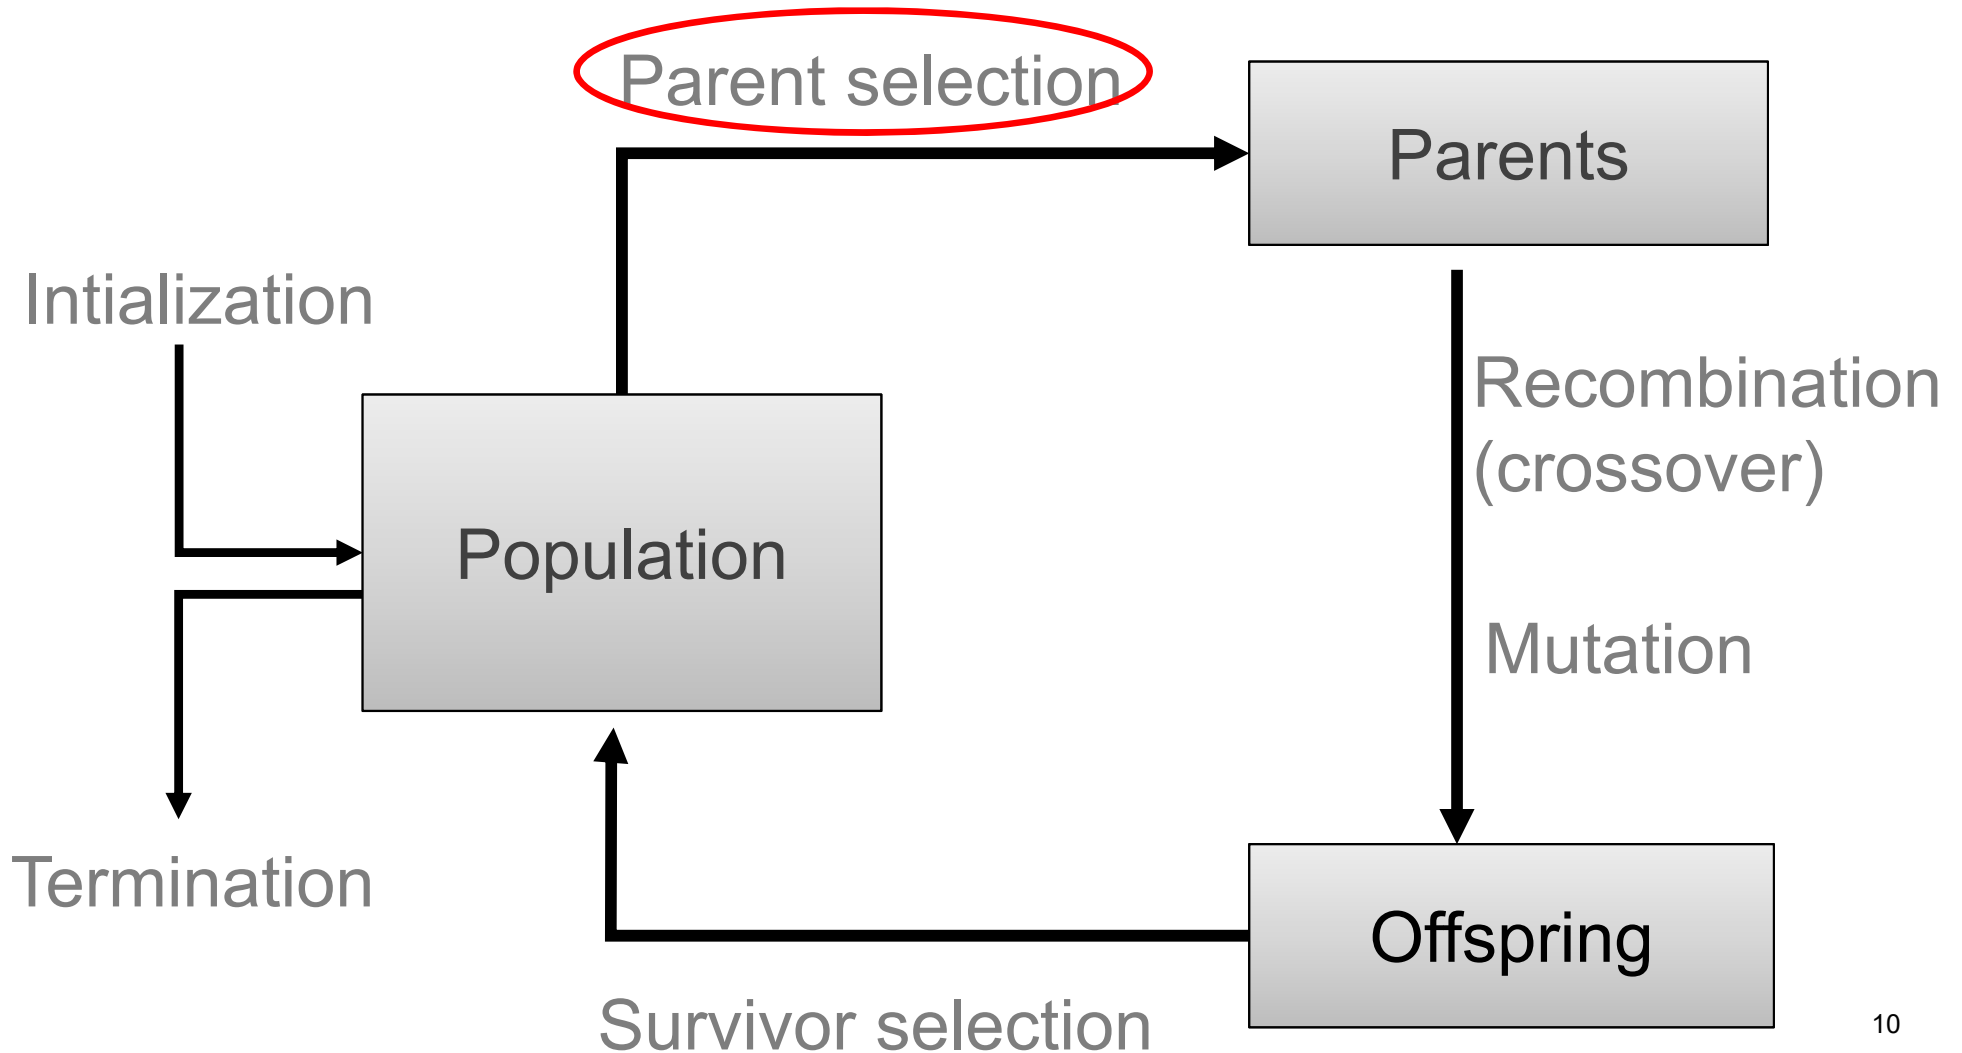 Parent selection
Parents
Intialization
Recombination
(crossover)
Population
Mutation
Termination
Offspring
Survivor selection
10